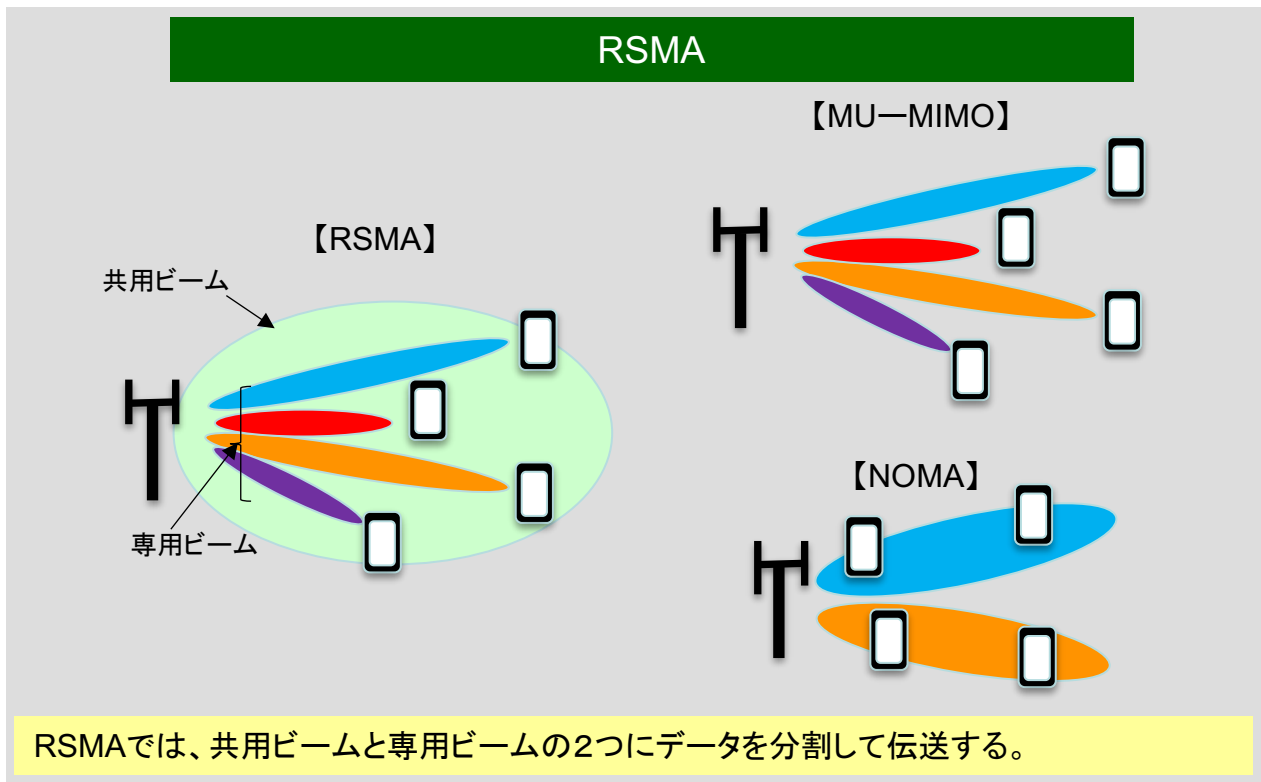 RSMA
【MUーMIMO】
【RSMA】
共用ビーム
専用ビーム
【NOMA】
RSMAでは、共用ビームと専用ビームの２つにデータを分割して伝送する。